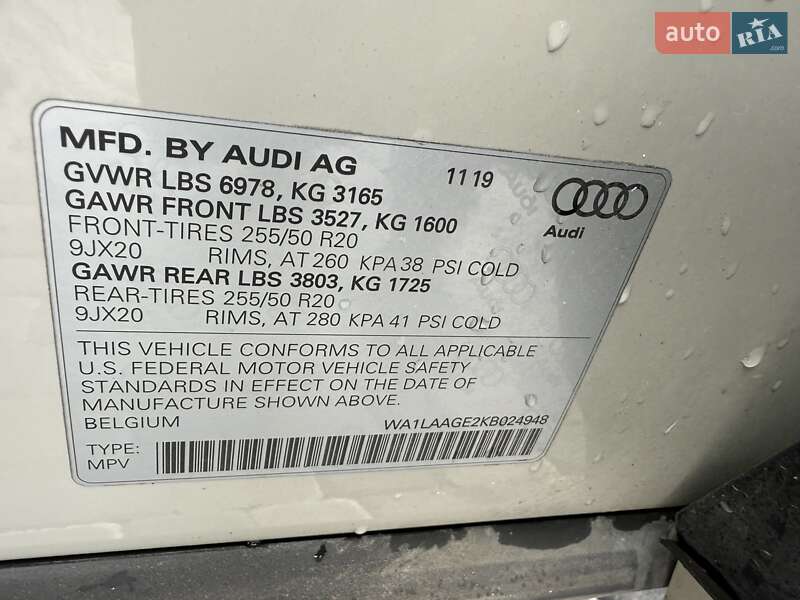 auto RIA
MFD. BY AUDI AG
11 19
GVWR LBS 6978, KG 3165
GAWR FRONT LBS 3527, KG 1600
FRONT-TIRES 255/50 R20
9JX20 RIMS, AT 260 KPA 38 PSI COLD
GAWR REAR LBS 3803, KG 1725
REAR-TIRES 255/50 R20
9JX20 RIMS, AT 280 KPA 41 PSI COLD
Audi
THIS VEHICLE CONFORMS TO ALL APPLICABLE
U.S. FEDERAL MOTOR VEHICLE SAFETY
STANDARDS IN EFFECT ON THE DATE OF
MANUFACTURE SHOWN ABOVE.
BELGIUM WA1LAAGE2KB024948
TYPE:
MPV